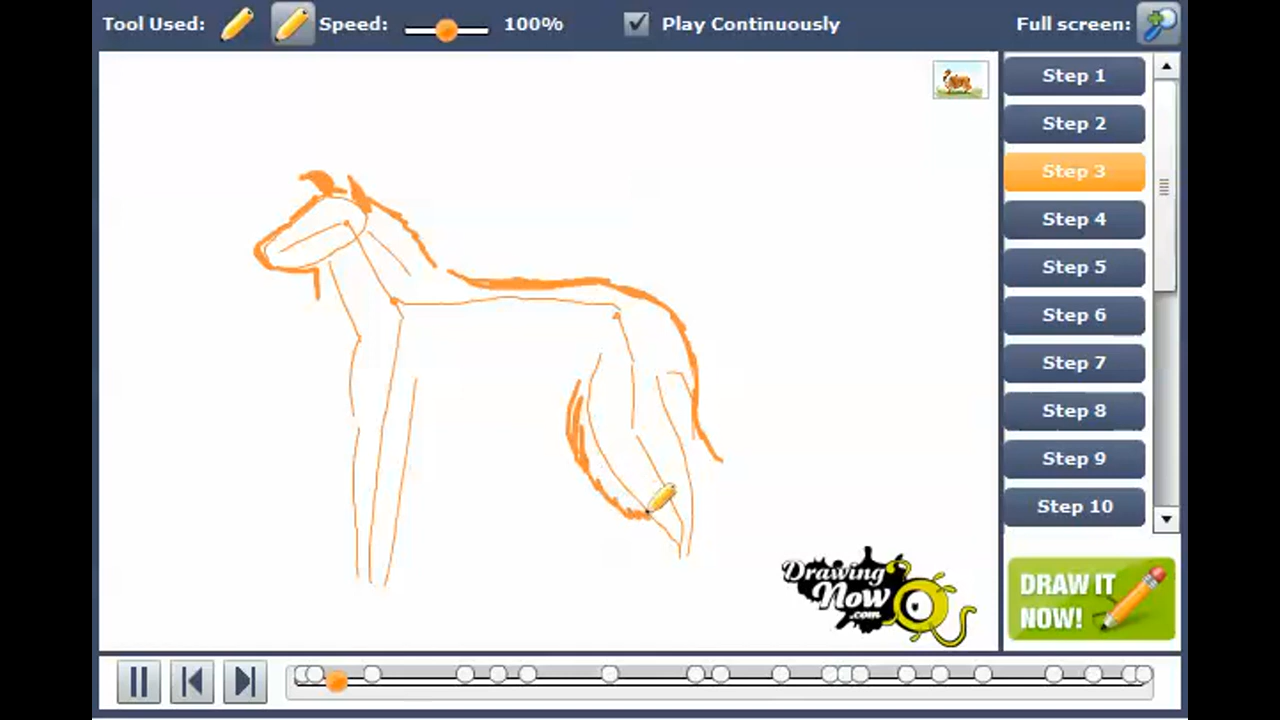 Tool Used: Speed: 100% Play Continuously Full screen:
Step 1
Step 2
Step 3
Step 4
Step 5
Step 6
Step 7
Step 8
Step 9
Step 10
Drawing
Now
.com
DRAW IT
NOW!